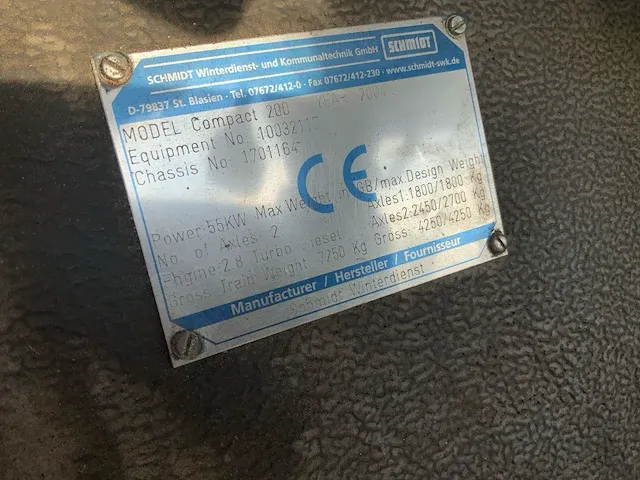 SCHMIDT Winterdienst- und Kommunaltechnik GmbH SCHMIDT
D-79837 St. Blasien · Tel. 07672/412-0 · Fax 07672/412-230 · www.schmidt-swk.de
MODEL Compact 200 YEAR 2004
Equipment No. 1003211
Chassis No: 1701164
CE
Power:55KW Max.Weight in GB/max.Design Weight
No. of Axles 2 Axles1:1800/1800 Kg
Engine:2.8 Turbo Diesel Axles2:2450/2700 Kg
Gross Train Weight 7250 Kg Gross: 4250/4250 Kg
Manufacturer / Hersteller / Fournisseur
Schmidt Winterdienst